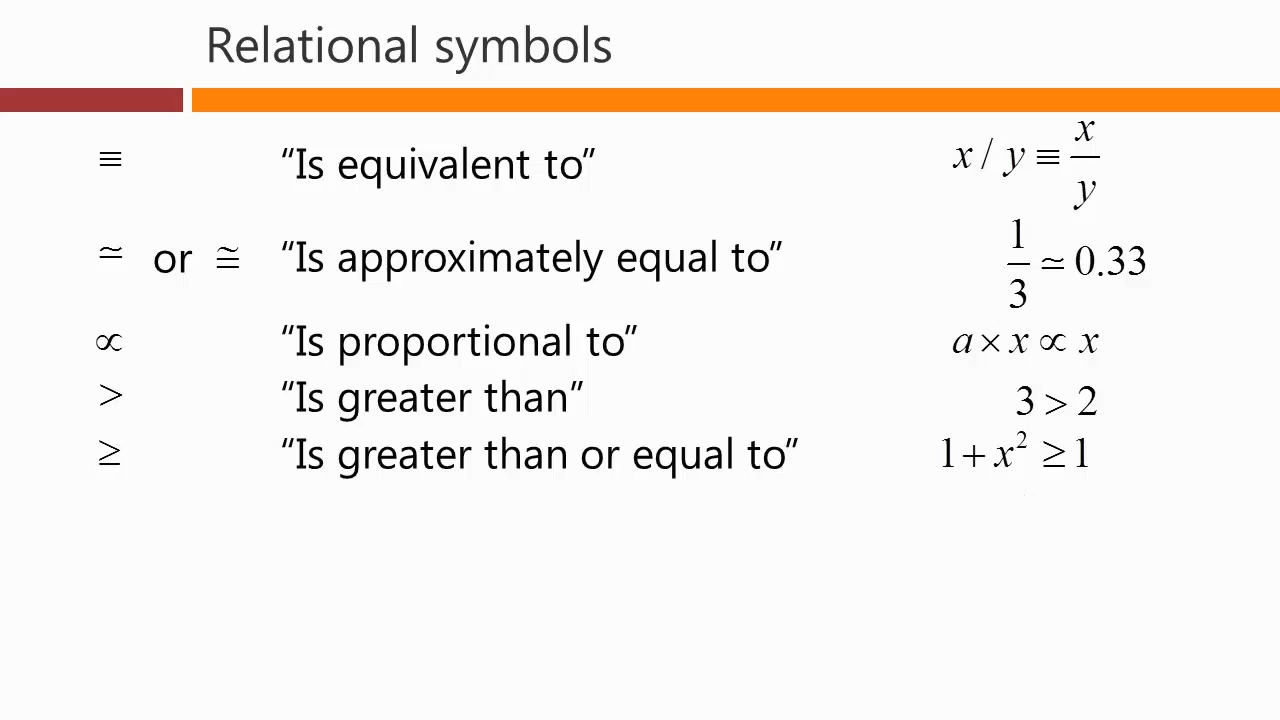 Relational symbols
≡ “Is equivalent to” x / y ≡ x/y
≃ or ≅ “Is approximately equal to” 1/3 ≃ 0.33
∝ “Is proportional to” a × x ∝ x
> “Is greater than” 3 > 2
≥ “Is greater than or equal to” 1 + x² ≥ 1